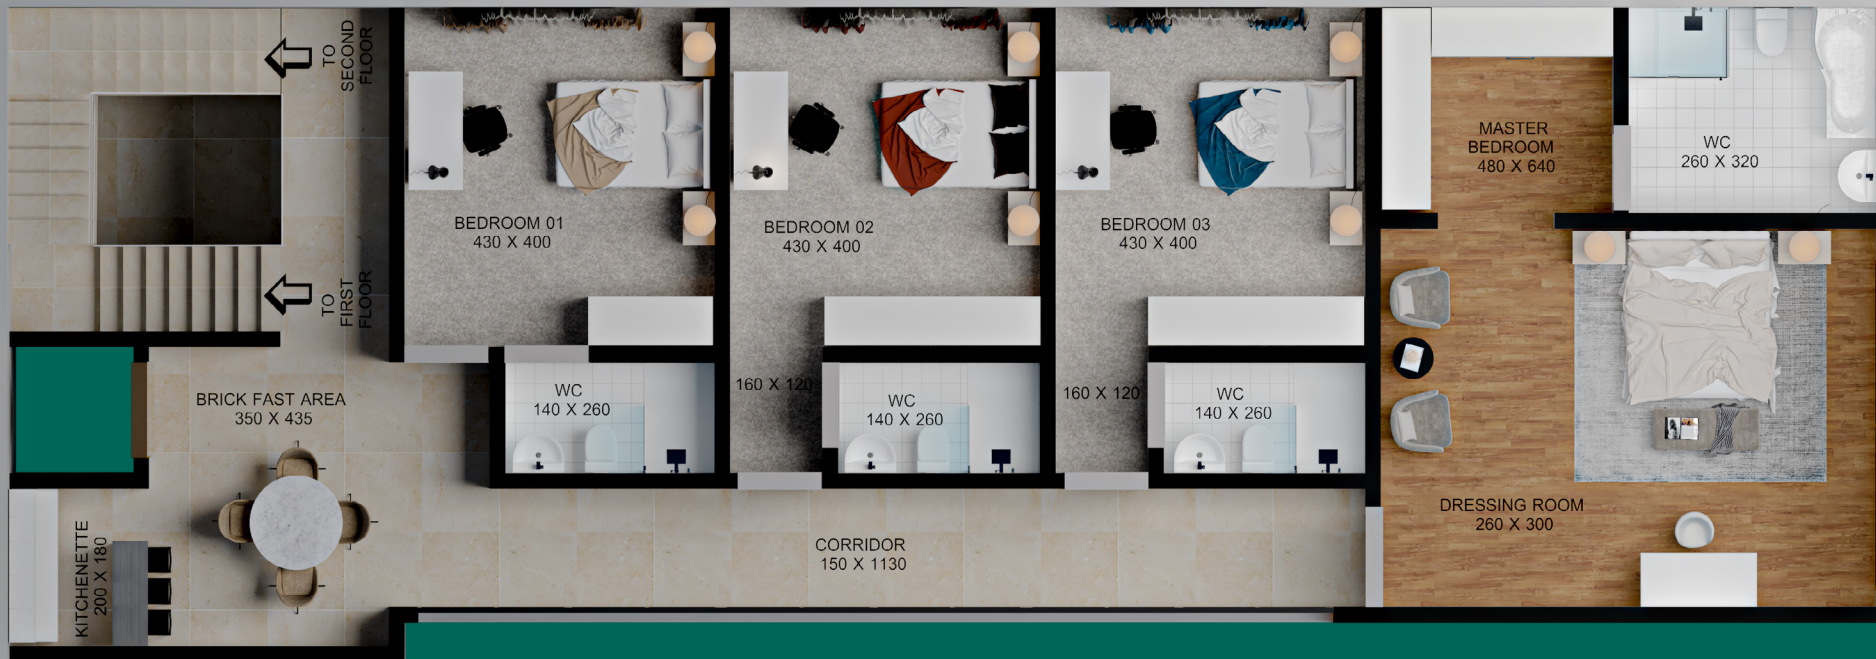 TO
SECOND
FLOOR
TO
FIRST
FLOOR
BEDROOM 01
430 X 400
BEDROOM 02
430 X 400
BEDROOM 03
430 X 400
MASTER
BEDROOM
480 X 640
WC
260 X 320
BRICK FAST AREA
350 X 435
WC
140 X 260
160 X 120
WC
140 X 260
160 X 120
WC
140 X 260
DRESSING ROOM
260 X 300
KITCHENETTE
200 X 180
CORRIDOR
150 X 1130